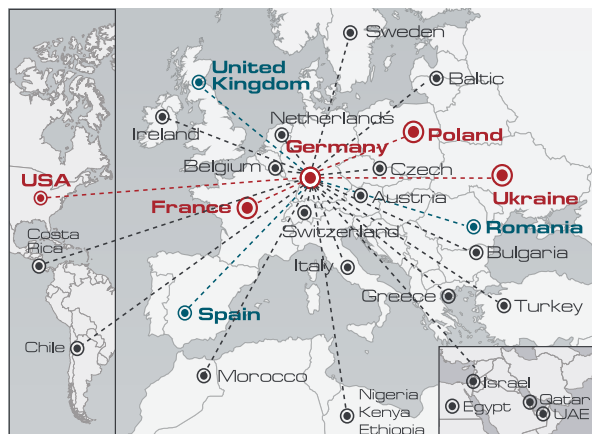 Sweden
United
Kingdom
Baltic
Netherlands
Ireland
Germany
Poland
Belgium
Czech
USA
Austria
Ukraine
France
Switzerland
Romania
Costa
Rica
Bulgaria
Italy
Greece
Turkey
Spain
Chile
Morocco
Israel
Nigeria
Kenya
Ethiopia
Egypt
Qatar
UAE